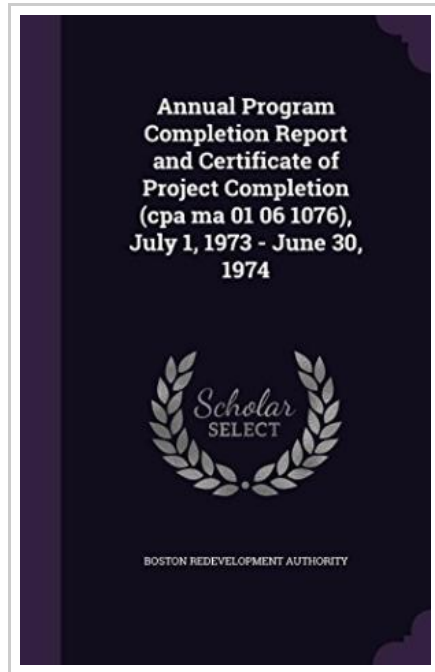 Annual Program
Completion Report
and Certificate of
Project Completion
(cpa ma 01 06 1076),
July 1, 1973 - June 30,
1974
Scholar
SELECT
BOSTON REDEVELOPMENT AUTHORITY